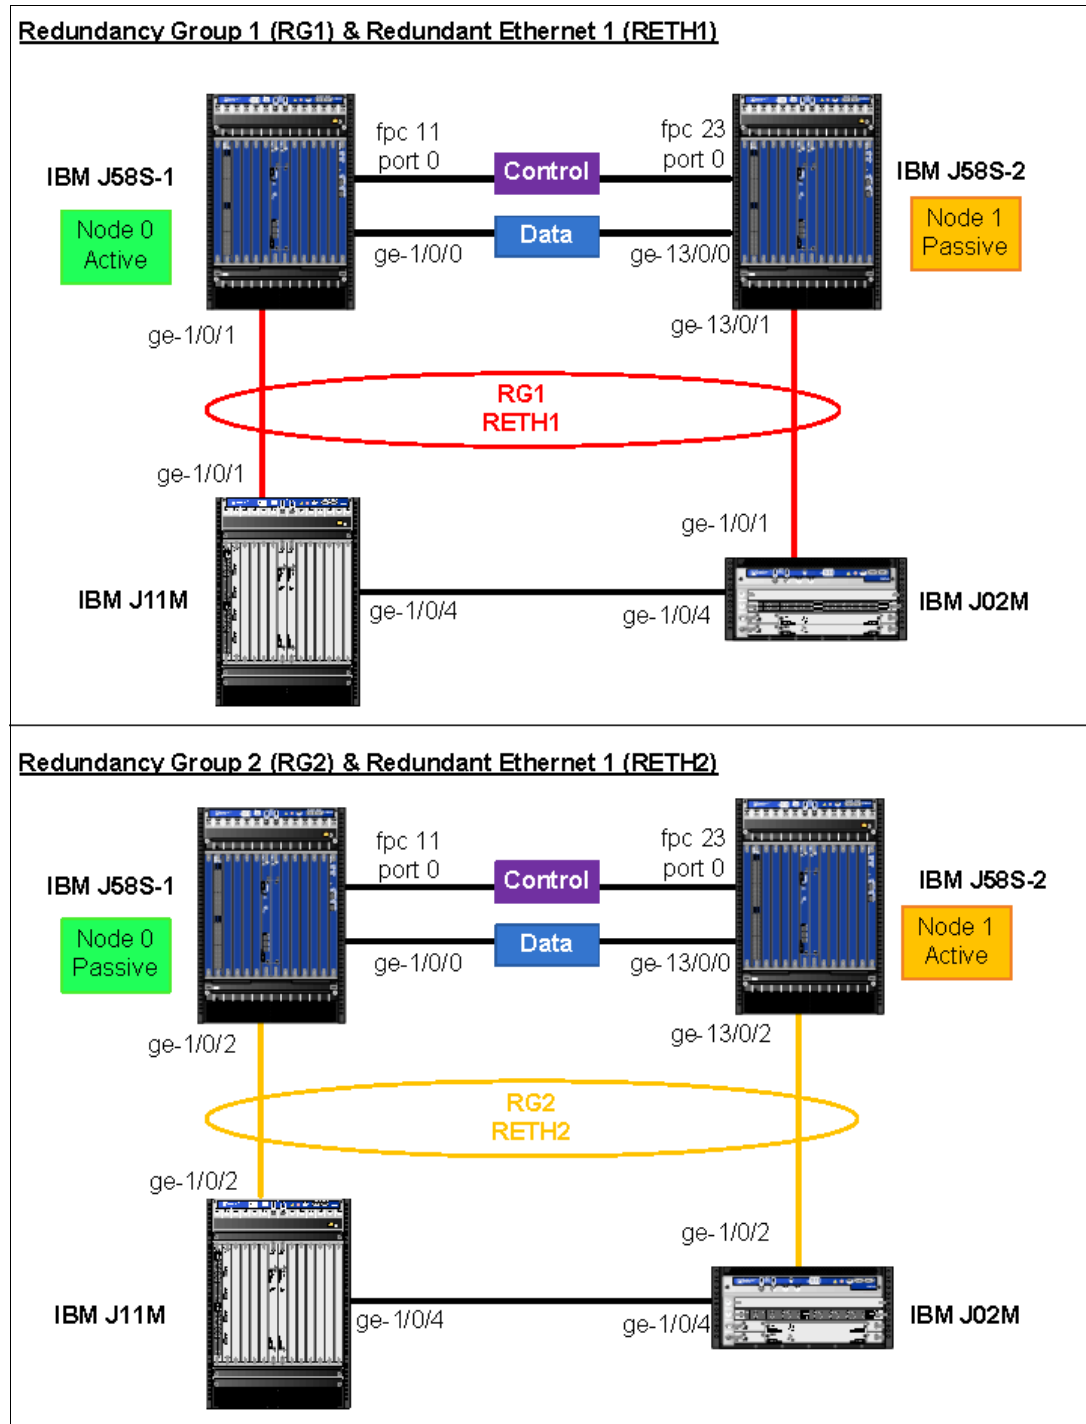 Redundancy Group 1 (RG1) & Redundant Ethernet 1 (RETH1)
fpc 11
port 0
fpc 23
port 0
Control
IBM J58S-1
IBM J58S-2
Node 0
Active
Node 1
Passive
Data
ge-1/0/0
ge-13/0/0
ge-1/0/1
ge-13/0/1
RG1
RETH1
ge-1/0/1
ge-1/0/1
IBM J11M
ge-1/0/4
ge-1/0/4
IBM J02M
Redundancy Group 2 (RG2) & Redundant Ethernet 1 (RETH2)
fpc 11
port 0
fpc 23
port 0
Control
IBM J58S-1
IBM J58S-2
Node 0
Passive
Node 1
Active
Data
ge-1/0/0
ge-13/0/0
ge-1/0/2
ge-13/0/2
RG2
RETH2
ge-1/0/2
ge-1/0/2
IBM J11M
ge-1/0/4
ge-1/0/4
IBM J02M